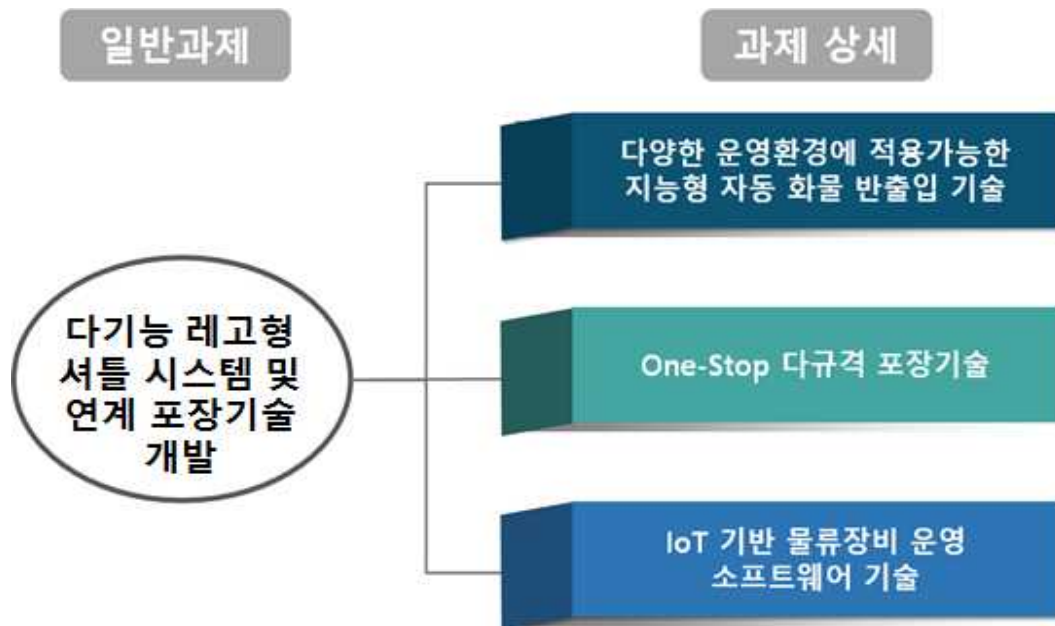 일반과제
과제 상세
다기능 레고형
셔틀 시스템 및
연계 포장기술
개발
다양한 운영환경에 적용가능한
지능형 자동 화물 반출입 기술
One-Stop 다규격 포장기술
IoT 기반 물류장비 운영
소프트웨어 기술